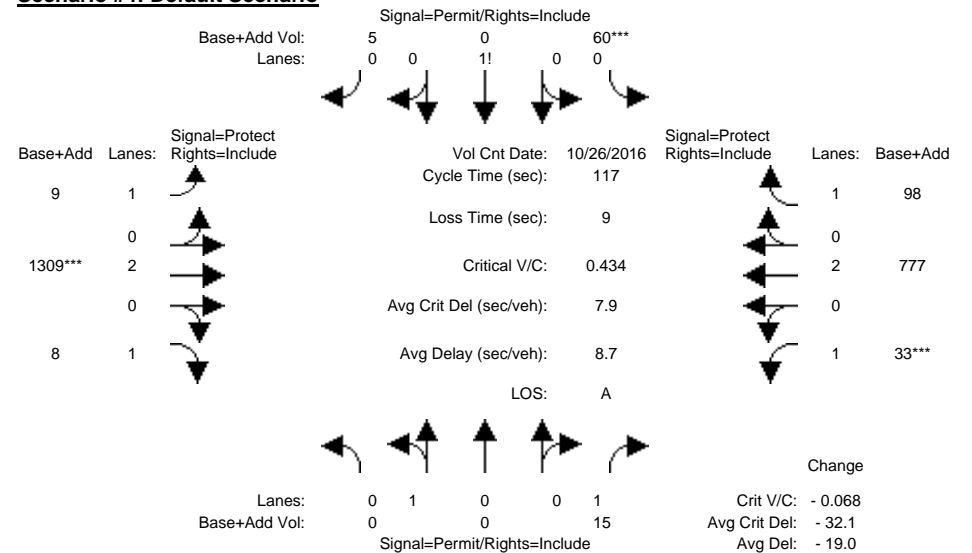 Scenario #4: Default Scenario
Signal=Permit/Rights=Include
Base+Add Vol: 5 0 60***
Lanes: 0 0 1! 0 0
Signal=Protect
Base+Add Lanes: Rights=Include
Vol Cnt Date: 10/26/2016
Signal=Protect
Rights=Include Lanes: Base+Add
Cycle Time (sec): 117
9 1
1 98
Loss Time (sec): 9
0
0
1309*** 2
Critical V/C: 0.434
2 777
0
Avg Crit Del (sec/veh): 7.9
0
8 1
Avg Delay (sec/veh): 8.7
1 33***
LOS: A
Change
Lanes: 0 1 0 0 1
Crit V/C: - 0.068
Base+Add Vol: 0 0 15
Avg Crit Del: - 32.1
Signal=Permit/Rights=Include
Avg Del: - 19.0